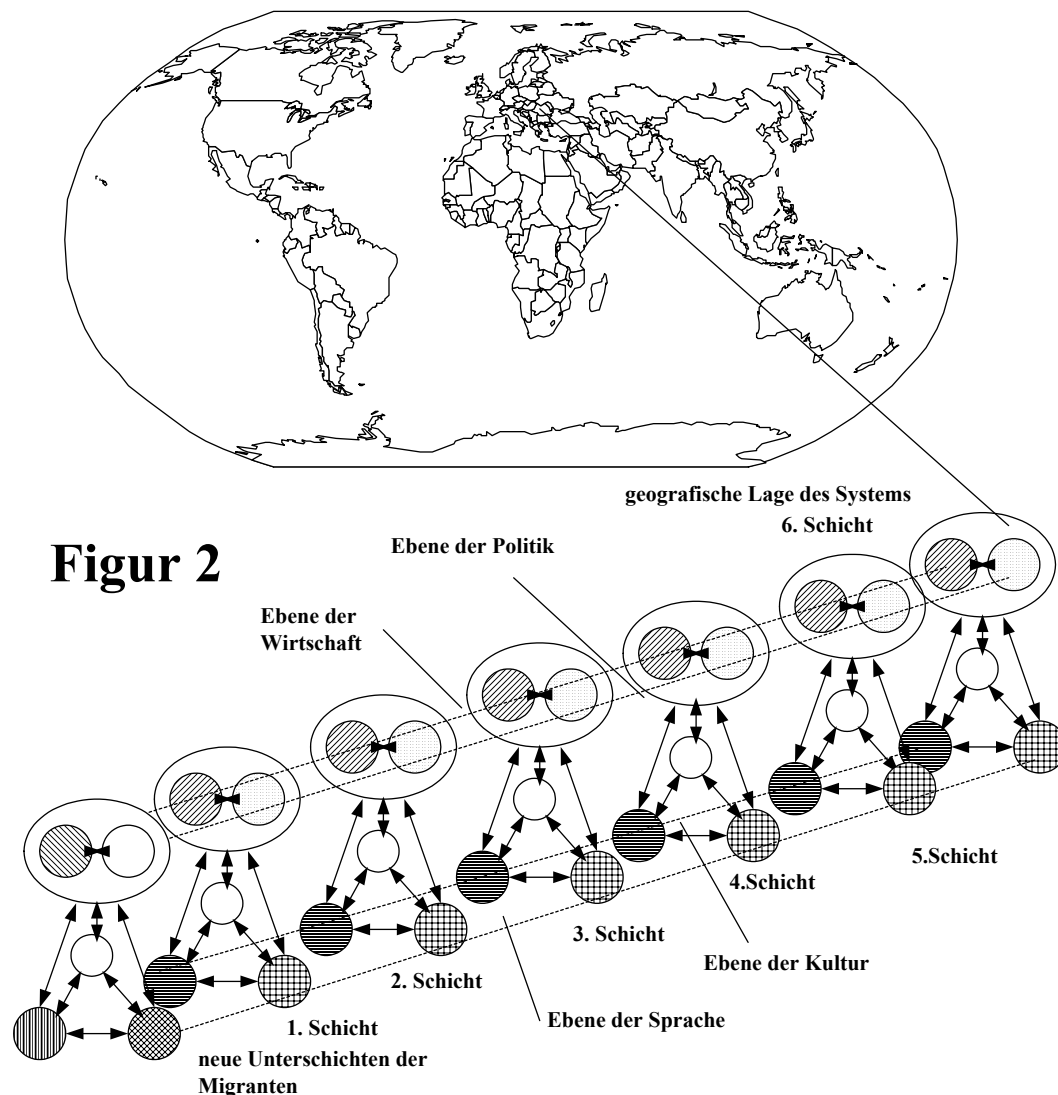 geografische Lage des Systems
6. Schicht
Ebene der Politik
Figur 2
Ebene der
Wirtschaft
5.Schicht
4.Schicht
3. Schicht
Ebene der Kultur
2. Schicht
Ebene der Sprache
1. Schicht
neue Unterschichten der
Migranten